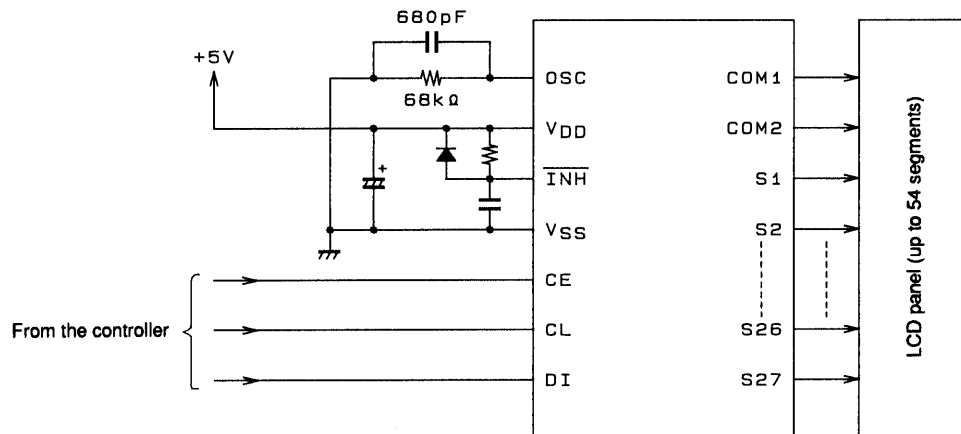 680pF
+5V
68kΩ
OSC
VDD
INH
VSS
CE
CL
DI
From the controller
COM1
COM2
S1
S2
S26
S27
LCD panel (up to 54 segments)